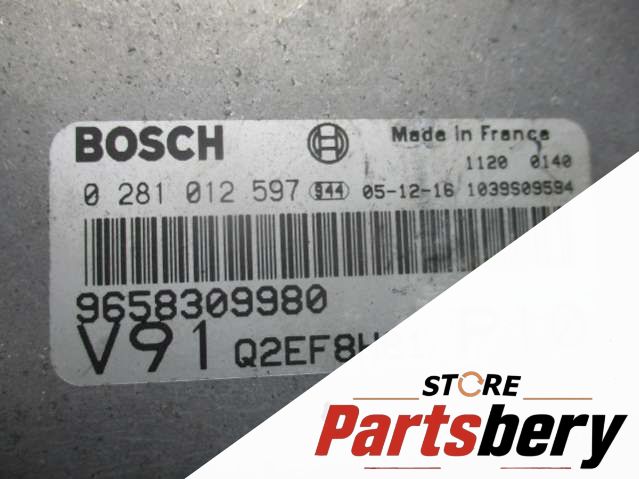 BOSCH
Made in France
1120 0140
0 281 012 597 944 05-12-16 1039S09594
9658309980
V91
STORE
Partsbery